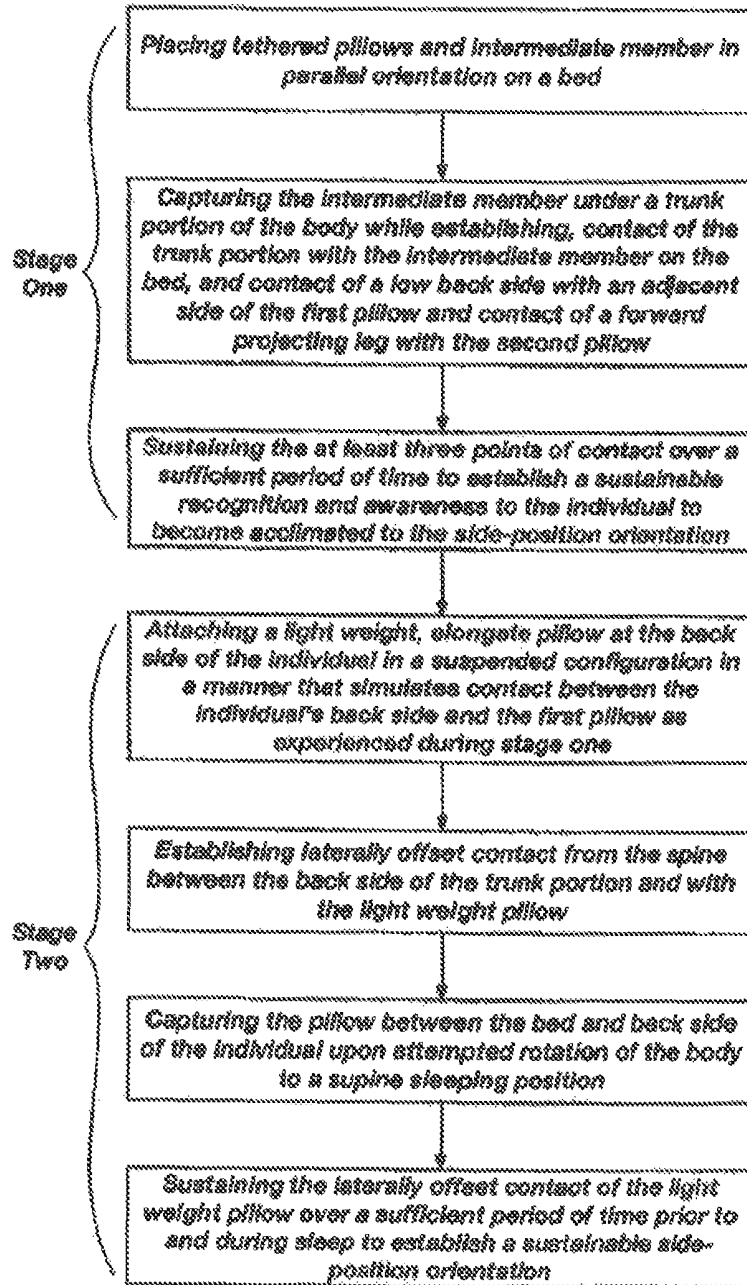 Placing tethered pillows and intermediate member in
parallel orientation on a bed
Stage
One
Capturing the intermediate member under a trunk
portion of the body while establishing, contact of the
trunk portion with the intermediate member on the
bed, and contact of a low back side with an adjacent
side of the first pillow and contact of a forward
projecting leg with the second pillow
Sustaining the at least three points of contact over a
sufficient period of time to establish a sustainable
recognition and awareness to the individual to
become acclimated to the side-position orientation
Stage
Two
Attaching a light weight, elongate pillow at the back
side of the individual in a suspended configuration in
a manner that simulates contact between the
individual's back side and the first pillow as
experienced during stage one
Establishing laterally offset contact from the spine
between the back side of the trunk portion and with
the light weight pillow
Capturing the pillow between the bed and back side
of the individual upon attempted rotation of the body
to a supine sleeping position
Sustaining the laterally offset contact of the light
weight pillow over a sufficient period of time prior to
and during sleep to establish a sustainable side-
position orientation